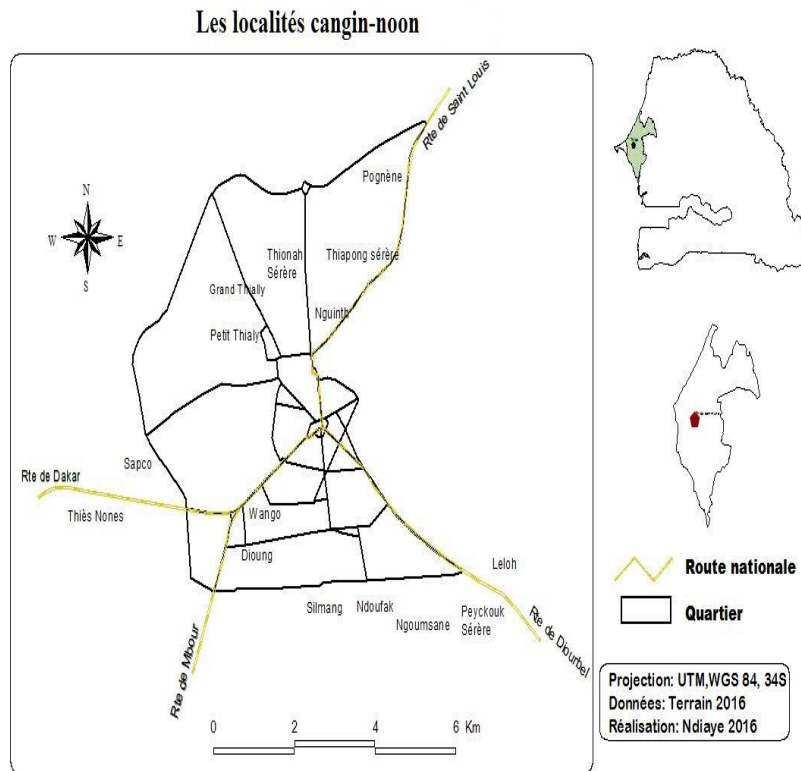 Les localités cangin-noon
Rte de Saint Louis
Pognène
N
W E
S
Thionah
Sérère
Thiapong sérère
Grand Thially
Nguinth
Petit Thialy
Sapco
Rte de Dakar
Thiès Nones
Wango
Dioung
Leloh
Silmang
Ndoufak
Ngoumsane
Peyckouk
Sérère
Rte de Mbour
Rte de Diourbel
0 2 4 6 Km
Route nationale
Quartier
Projection: UTM,WGS 84, 34S
Données: Terrain 2016
Réalisation: Ndiaye 2016